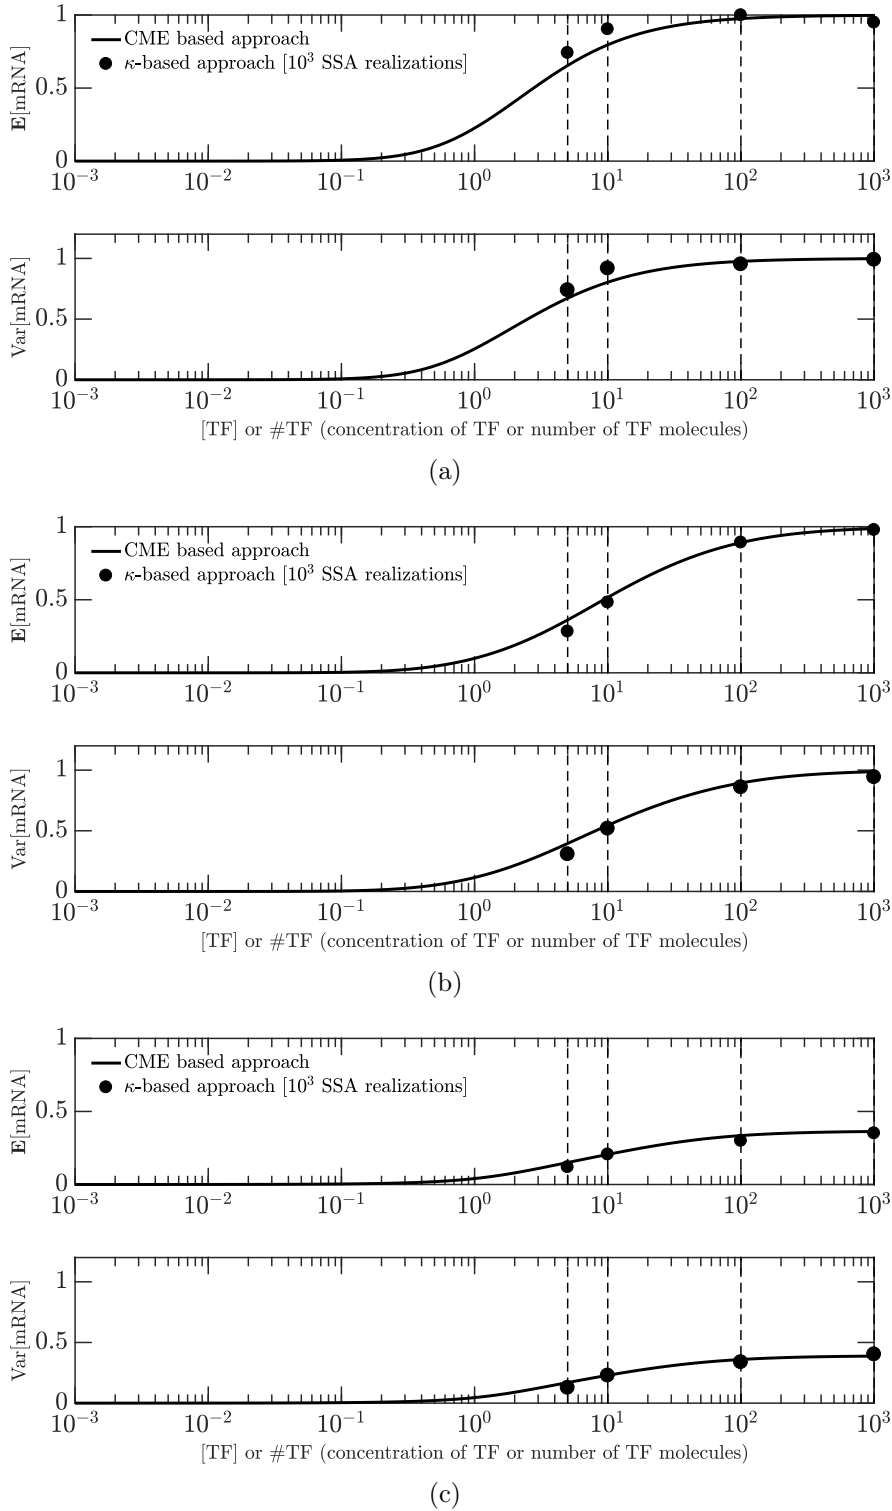 1
0.5
0
E[mRNA]
CME based approach
κ-based approach [10³ SSA realizations]
10⁻³ 10⁻² 10⁻¹ 10⁰ 10¹ 10² 10³
1
0.5
0
Var[mRNA]
10⁻³ 10⁻² 10⁻¹ 10⁰ 10¹ 10² 10³
[TF] or #TF (concentration of TF or number of TF molecules)
(a)
1
0.5
0
E[mRNA]
CME based approach
κ-based approach [10³ SSA realizations]
10⁻³ 10⁻² 10⁻¹ 10⁰ 10¹ 10² 10³
1
0.5
0
Var[mRNA]
10⁻³ 10⁻² 10⁻¹ 10⁰ 10¹ 10² 10³
[TF] or #TF (concentration of TF or number of TF molecules)
(b)
1
0.5
0
E[mRNA]
CME based approach
κ-based approach [10³ SSA realizations]
10⁻³ 10⁻² 10⁻¹ 10⁰ 10¹ 10² 10³
1
0.5
0
Var[mRNA]
10⁻³ 10⁻² 10⁻¹ 10⁰ 10¹ 10² 10³
[TF] or #TF (concentration of TF or number of TF molecules)
(c)